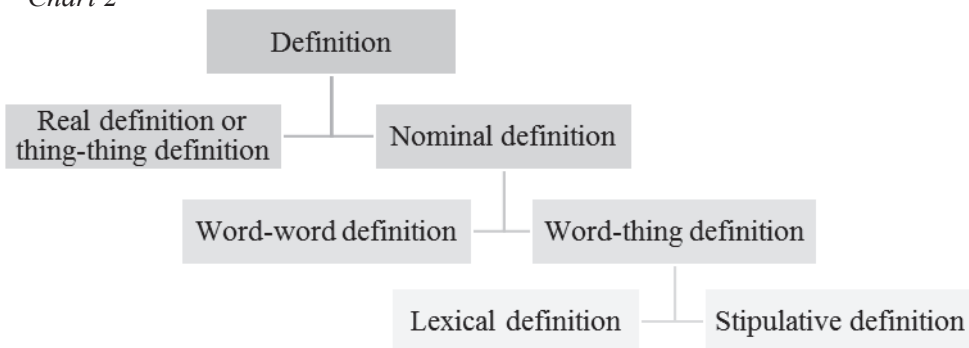 Chart 2
Definition
Real definition or
thing-thing definition
Nominal definition
Word-word definition
Word-thing definition
Lexical definition
Stipulative definition